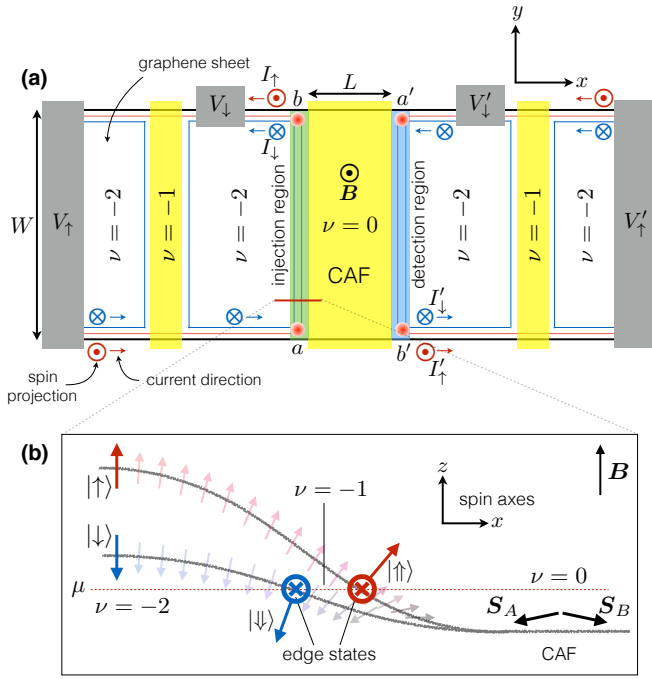 y
graphene sheet
x
(a)
I↑
b
L
a′
V↓
V′↓
I↓
W
V↑
ν = −2
ν = −1
ν = −2
injection region
B
ν = 0
CAF
detection region
ν = −2
ν = −1
ν = −2
V′↑
I′↓
a
b′
I′↑
spin projection
current direction
(b)
|↑⟩
ν = −1
z
spin axes
x
B
|↓⟩
|⇑⟩
μ
ν = −2
ν = 0
|⇓⟩
S_A
S_B
edge states
CAF